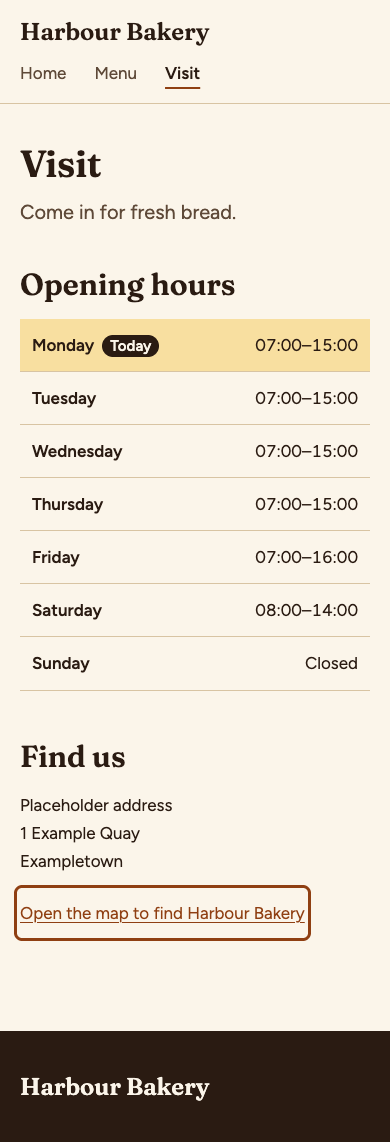 Harbour Bakery
Home Menu Visit
Visit
Come in for fresh bread.
Opening hours
Monday Today 07:00–15:00
Tuesday 07:00–15:00
Wednesday 07:00–15:00
Thursday 07:00–15:00
Friday 07:00–16:00
Saturday 08:00–14:00
Sunday Closed
Find us
Placeholder address
1 Example Quay
Exampletown
Open the map to find Harbour Bakery
Harbour Bakery